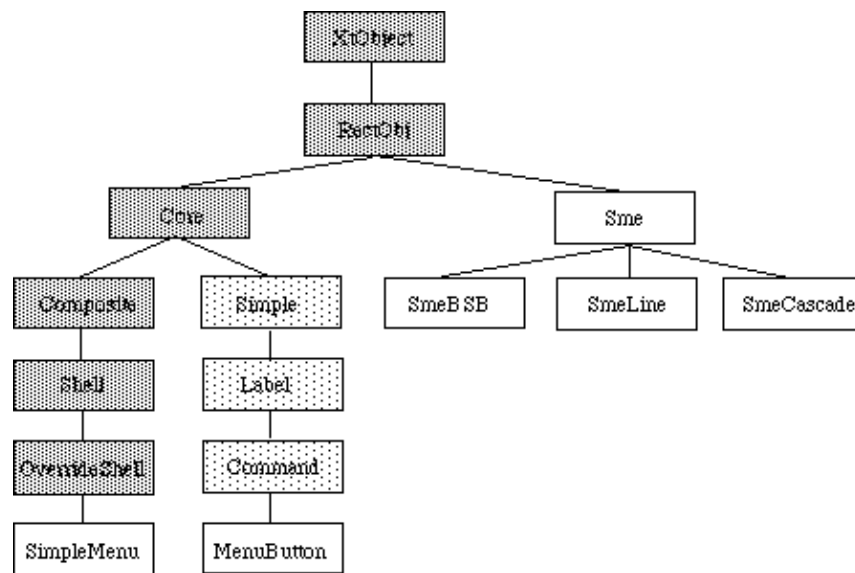 XtObject
RectObj
Core
Sme
Composite
Simple
SmeBSB
SmeLine
SmeCascade
Shell
Label
OverrideShell
Command
SimpleMenu
MenuButton